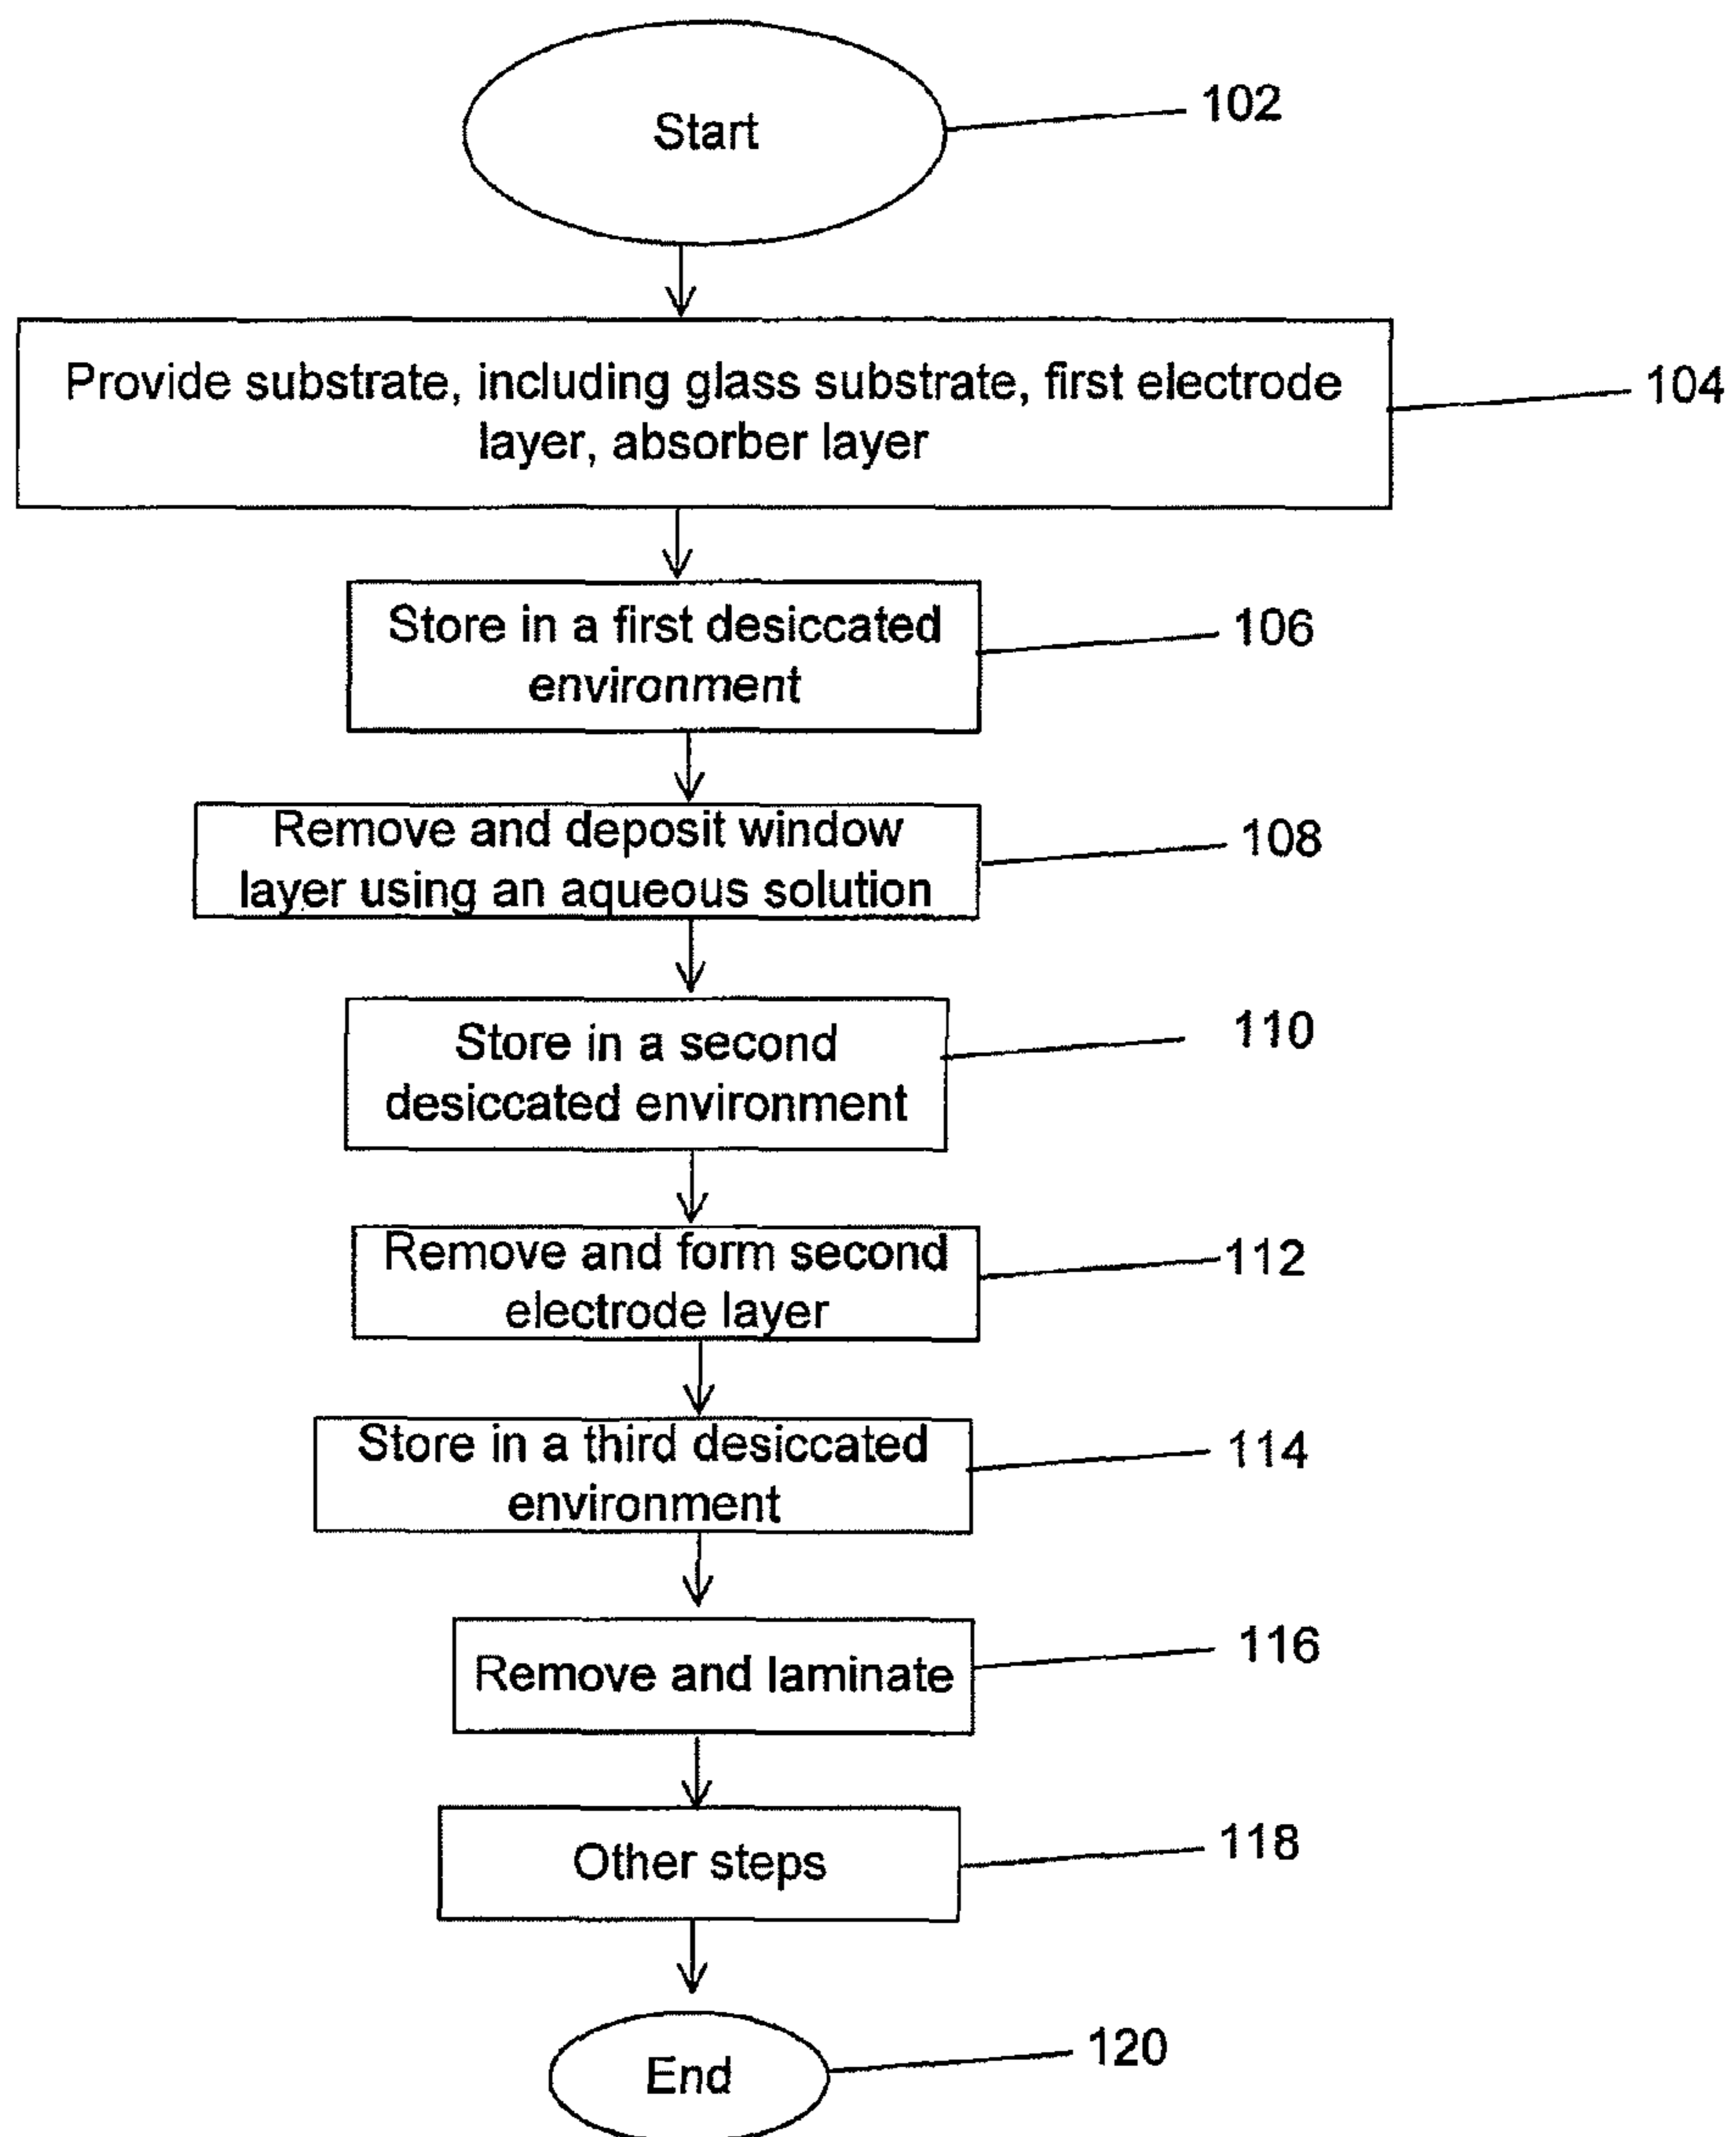 Start
102
Provide substrate, including glass substrate, first electrode
layer, absorber layer
104
Store in a first desiccated
environment
106
Remove and deposit window
layer using an aqueous solution
108
Store in a second
desiccated environment
110
Remove and form second
electrode layer
112
Store in a third desiccated
environment
114
Remove and laminate
116
Other steps
118
End
120